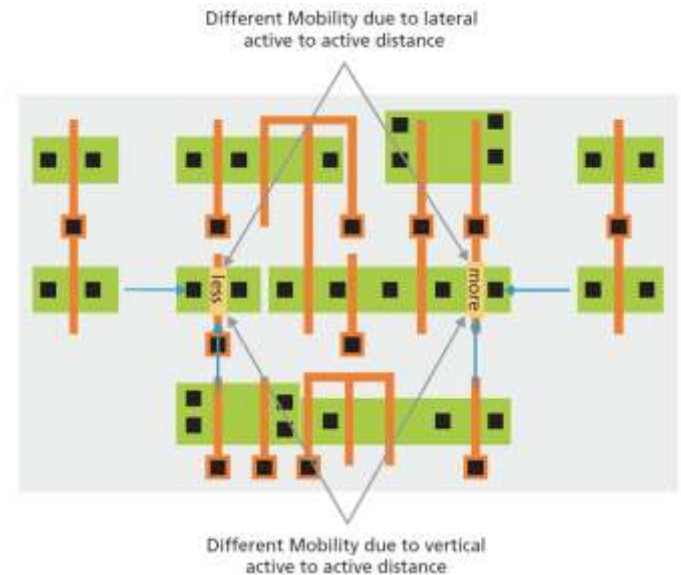 Different Mobility due to lateral
active to active distance
less
more
Different Mobility due to vertical
active to active distance